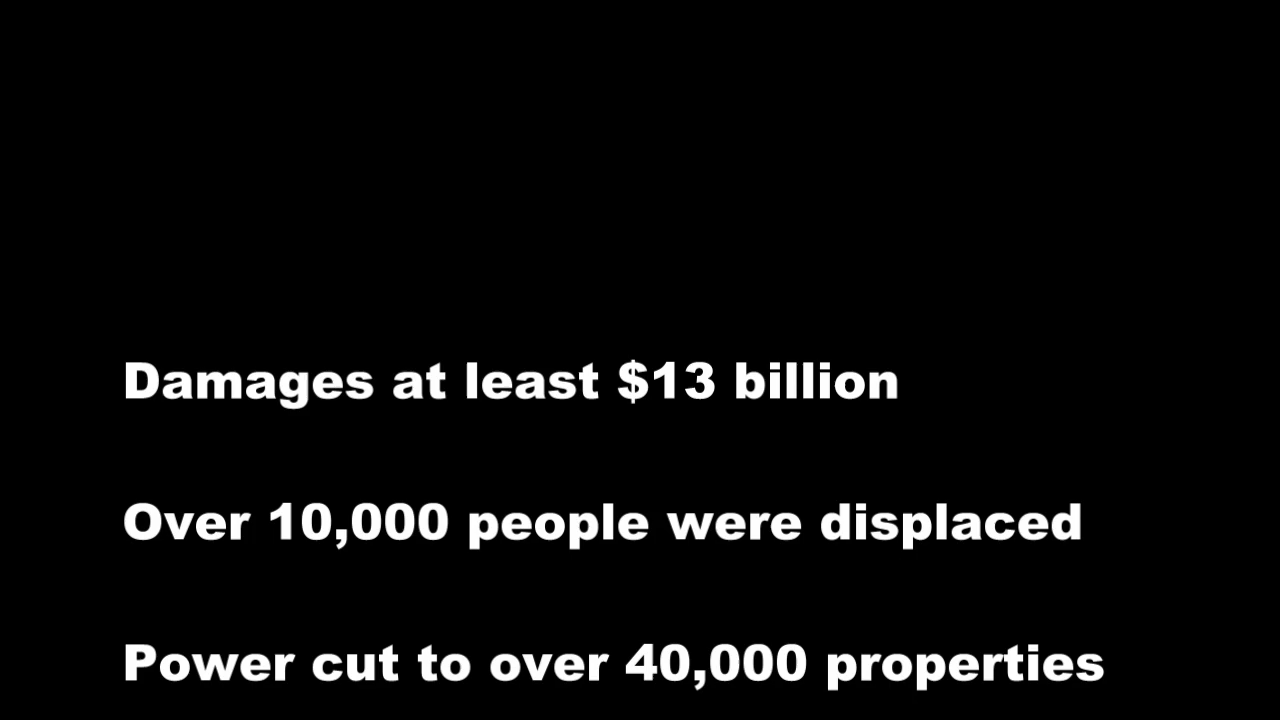 Damages at least $13 billion
Over 10,000 people were displaced
Power cut to over 40,000 properties